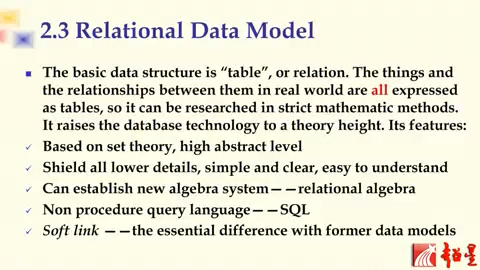 2.3 Relational Data Model
The basic data structure is “table”, or relation. The things and
the relationships between them in real world are all expressed
as tables, so it can be researched in strict mathematic methods.
It raises the database technology to a theory height. Its features:
Based on set theory, high abstract level
Shield all lower details, simple and clear, easy to understand
Can establish new algebra system——relational algebra
Non procedure query language——SQL
Soft link ——the essential difference with former data models